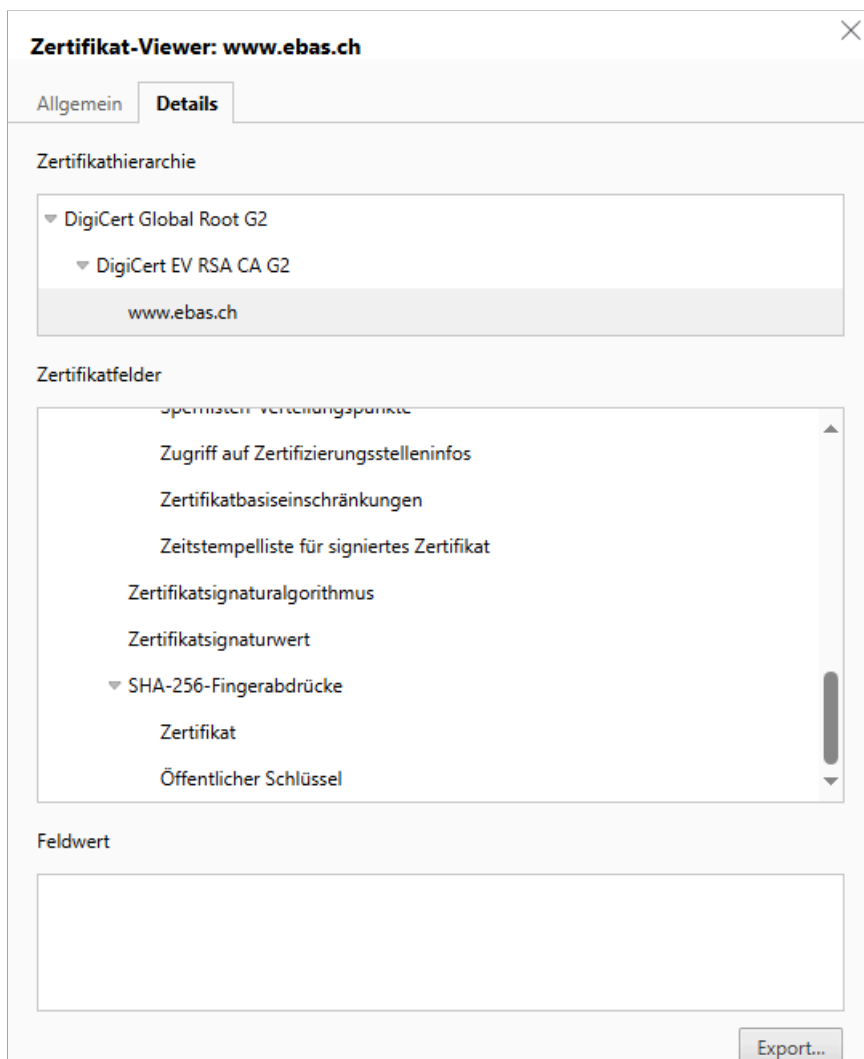 Zertifikat-Viewer: www.ebas.ch
Allgemein
Details
Zertifikathierarchie
DigiCert Global Root G2
DigiCert EV RSA CA G2
www.ebas.ch
Zertifikatfelder
Sperrlisten-Verteilungspunkte
Zugriff auf Zertifizierungsstelleninfos
Zertifikatbasiseinschränkungen
Zeitstempelliste für signiertes Zertifikat
Zertifikatsignaturalgorithmus
Zertifikatsignaturwert
SHA-256-Fingerabdrücke
Zertifikat
Öffentlicher Schlüssel
Feldwert
Export...